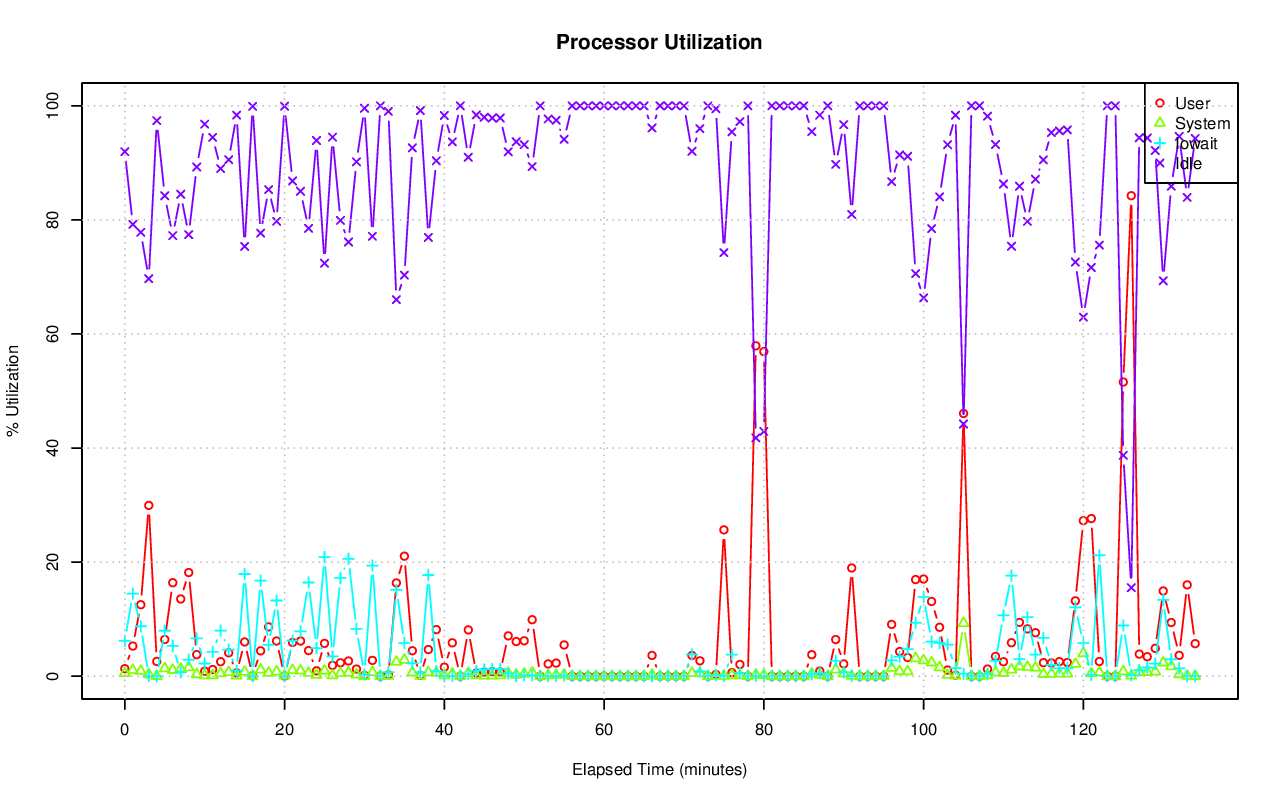 Processor Utilization
% Utilization
100
80
60
40
20
0
User
System
Iowait
Idle
0 20 40 60 80 100 120
Elapsed Time (minutes)